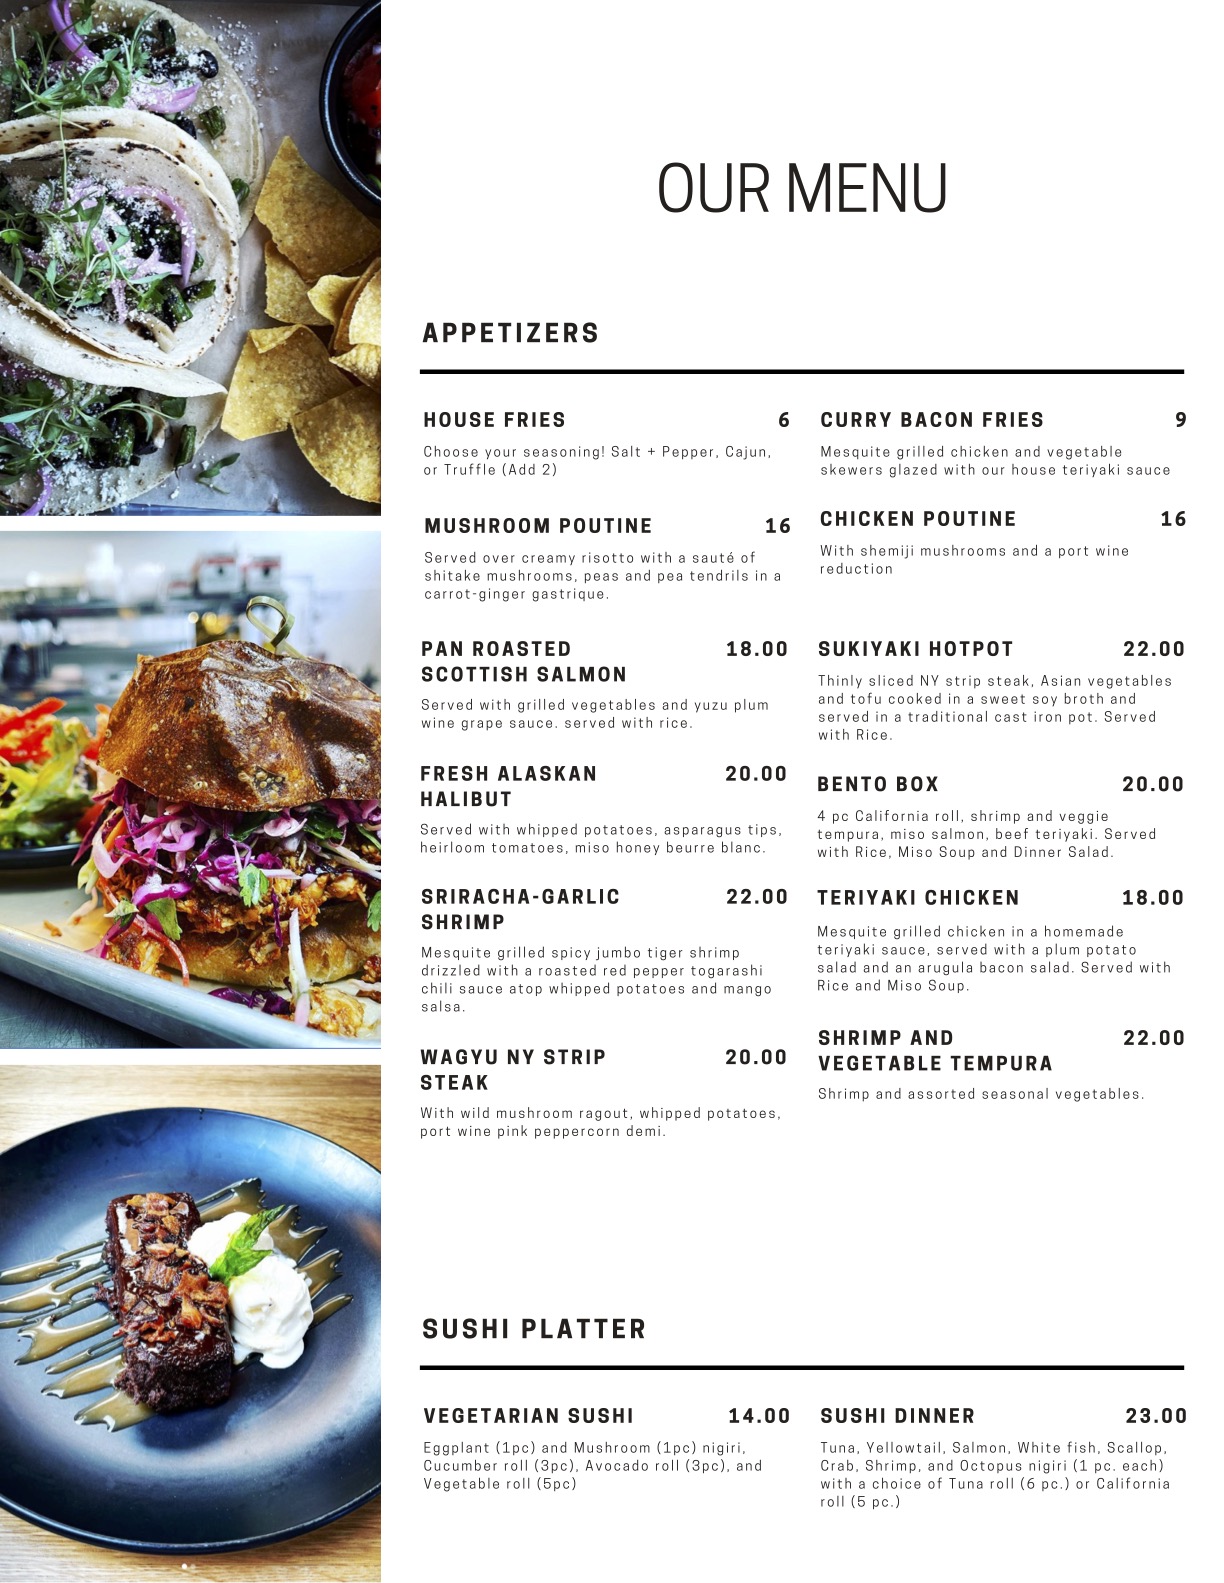 OUR MENU
APPETIZERS
HOUSE FRIES 6
Choose your seasoning! Salt + Pepper, Cajun,
or Truffle (Add 2)
MUSHROOM POUTINE 16
Served over creamy risotto with a sauté of
shitake mushrooms, peas and pea tendrils in a
carrot-ginger gastrique.
PAN ROASTED 18.00
SCOTTISH SALMON
Served with grilled vegetables and yuzu plum
wine grape sauce. served with rice.
FRESH ALASKAN 20.00
HALIBUT
Served with whipped potatoes, asparagus tips,
heirloom tomatoes, miso honey beurre blanc.
SRIRACHA-GARLIC 22.00
SHRIMP
Mesquite grilled spicy jumbo tiger shrimp
drizzled with a roasted red pepper togarashi
chili sauce atop whipped potatoes and mango
salsa.
WAGYU NY STRIP 20.00
STEAK
With wild mushroom ragout, whipped potatoes,
port wine pink peppercorn demi.
CURRY BACON FRIES 9
Mesquite grilled chicken and vegetable
skewers glazed with our house teriyaki sauce
CHICKEN POUTINE 16
With shemiji mushrooms and a port wine
reduction
SUKIYAKI HOTPOT 22.00
Thinly sliced NY strip steak, Asian vegetables
and tofu cooked in a sweet soy broth and
served in a traditional cast iron pot. Served
with Rice.
BENTO BOX 20.00
4 pc California roll, shrimp and veggie
tempura, miso salmon, beef teriyaki. Served
with Rice, Miso Soup and Dinner Salad.
TERIYAKI CHICKEN 18.00
Mesquite grilled chicken in a homemade
teriyaki sauce, served with a plum potato
salad and an arugula bacon salad. Served with
Rice and Miso Soup.
SHRIMP AND 22.00
VEGETABLE TEMPURA
Shrimp and assorted seasonal vegetables.
SUSHI PLATTER
VEGETARIAN SUSHI 14.00
Eggplant (1pc) and Mushroom (1pc) nigiri,
Cucumber roll (3pc), Avocado roll (3pc), and
Vegetable roll (5pc)
SUSHI DINNER 23.00
Tuna, Yellowtail, Salmon, White fish, Scallop,
Crab, Shrimp, and Octopus nigiri (1 pc. each)
with a choice of Tuna roll (6 pc.) or California
roll (5 pc.)